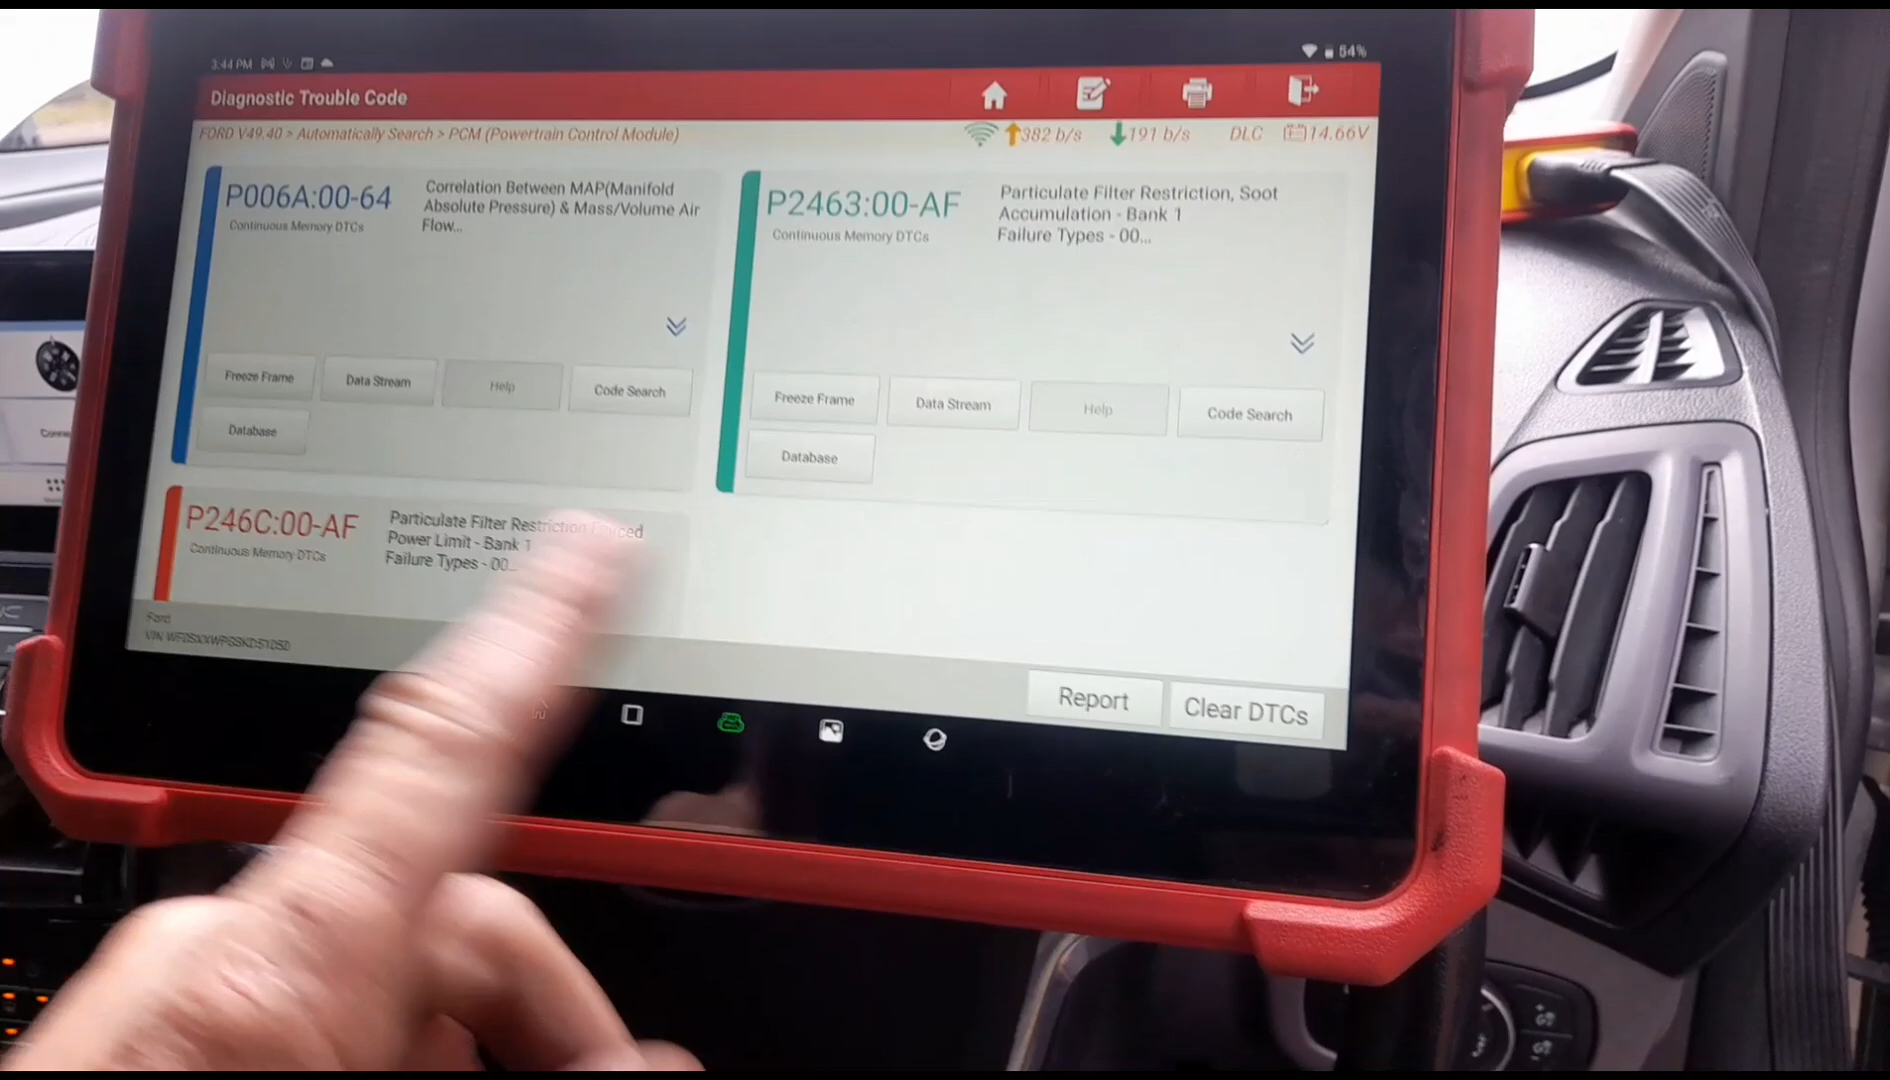 3:44 PM
54%
Diagnostic Trouble Code
FORD V49.40 > Automatically Search > PCM (Powertrain Control Module)
382 b/s
191 b/s
DLC
14.66V
P006A:00-64
Continuous Memory DTCs
Correlation Between MAP(Manifold
Absolute Pressure) & Mass/Volume Air
Flow...
Freeze Frame
Data Stream
Help
Code Search
Database
P2463:00-AF
Continuous Memory DTCs
Particulate Filter Restriction, Soot
Accumulation - Bank 1
Failure Types - 00...
Freeze Frame
Data Stream
Help
Code Search
Database
P246C:00-AF
Continuous Memory DTCs
Particulate Filter Restriction Forced
Power Limit - Bank 1
Failure Types - 00...
Ford
VIN
Report
Clear DTCs